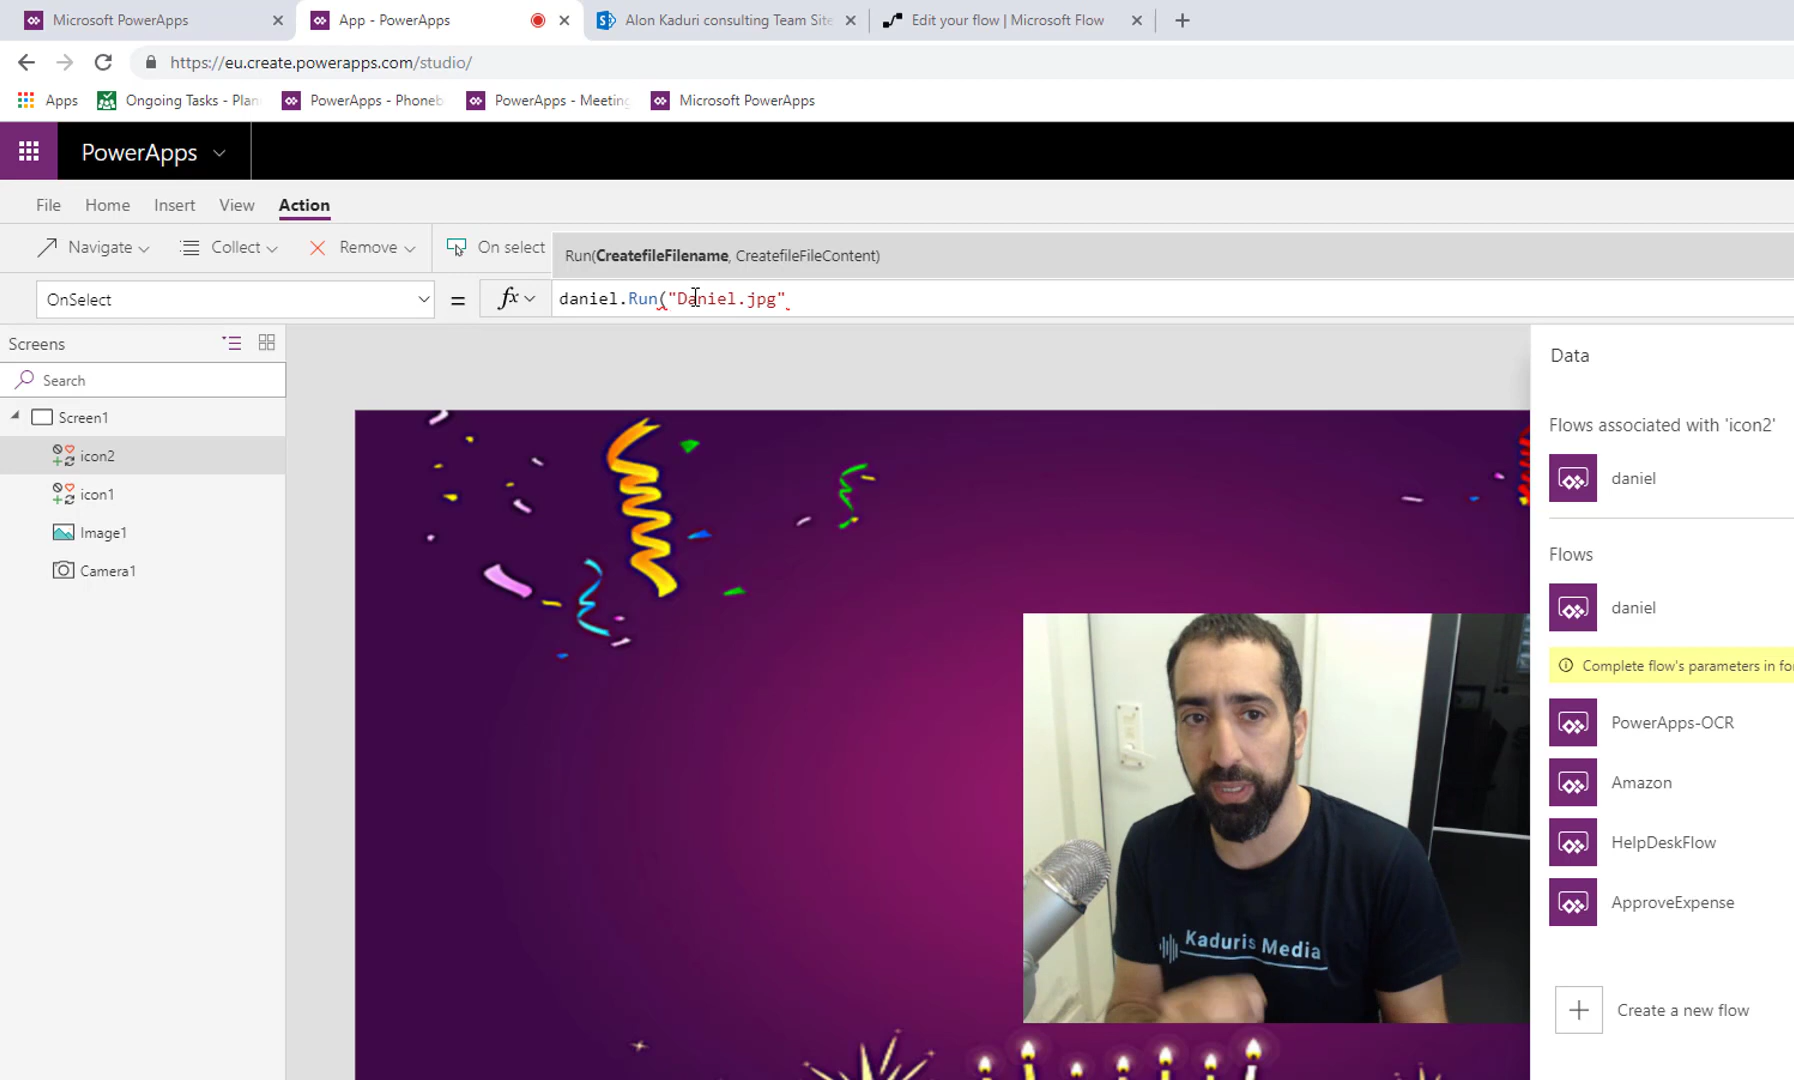 Microsoft PowerApps
App - PowerApps
Alon Kaduri consulting Team Site
Edit your flow | Microsoft Flow
https://eu.create.powerapps.com/studio/
Apps
Ongoing Tasks - Plan
PowerApps - Phoneb
PowerApps - Meeting
Microsoft PowerApps
PowerApps
File
Home
Insert
View
Action
Navigate
Collect
Remove
On select
Run(CreatefileFilename, CreatefileFileContent)
OnSelect
=
fx
daniel.Run("Daniel.jpg"
Screens
Search
Screen1
icon2
icon1
Image1
Camera1
Data
Flows associated with 'icon2'
daniel
Flows
daniel
Complete flow's parameters in fo
PowerApps-OCR
Amazon
HelpDeskFlow
ApproveExpense
Create a new flow
Kaduris Media